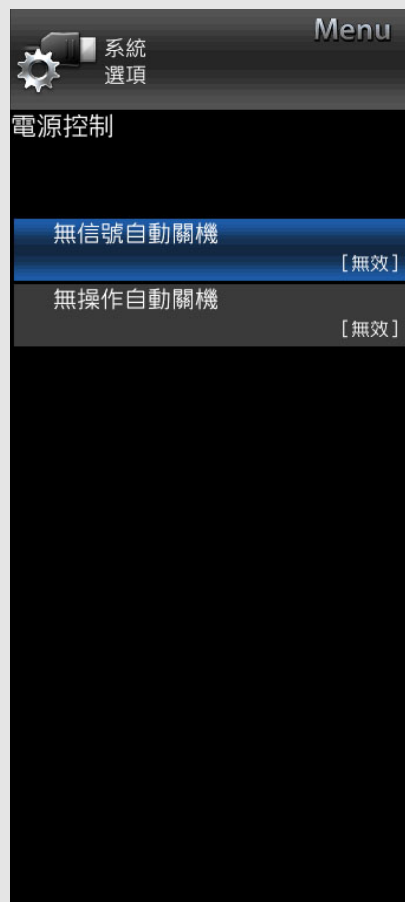 Menu
系統
選項
電源控制
無信號自動關機
[無效]
無操作自動關機
[無效]